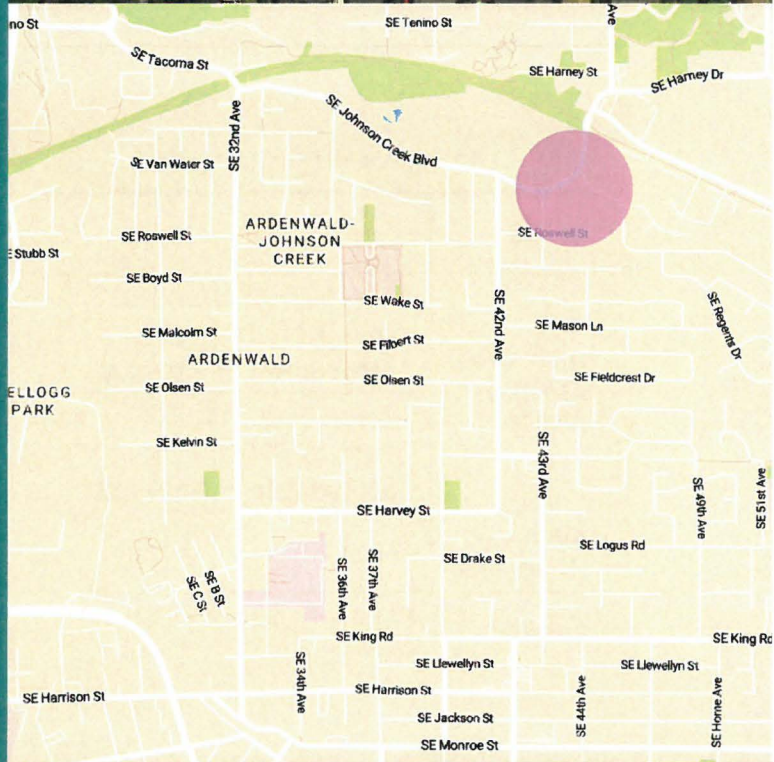 no St
SE Tenino St
Ave
SE Tacoma St
SE Harney St
SE Harney Dr
SE 32nd Ave
SE Johnson Creek Blvd
SE Van Water St
SE Roswell St
ARDENWALD-
JOHNSON
CREEK
SE Roswell St
E Stubb St
SE Boyd St
SE Wake St
SE 42nd Ave
SE Mason Ln
SE Regents Dr
SE Malcolm St
SE Filbert St
ARDENWALD
SE Olsen St
SE Olsen St
SE Fieldcrest Dr
ELLOGG
PARK
SE Kelvin St
SE 43rd Ave
SE 49th Ave
SE 51st Ave
SE Harvey St
SE Drake St
SE Logus Rd
SE B St
SE C St
SE 36th Ave
SE 37th Ave
SE King Rd
SE King Rd
SE 34th Ave
SE Llewellyn St
SE Llewellyn St
SE Harrison St
SE Harrison St
SE 44th Ave
SE Home Ave
SE Jackson St
SE Monroe St